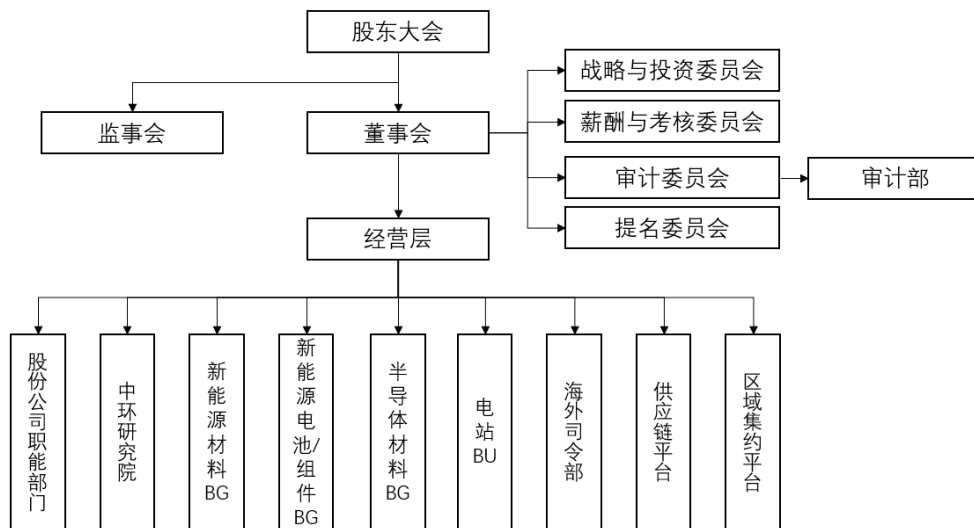 股东大会
战略与投资委员会
监事会
董事会
薪酬与考核委员会
审计委员会
审计部
提名委员会
经营层
股份公司职能部门
中环研究院
新能源材料BG
新能源电池/组件BG
半导体材料BG
电站BU
海外司令部
供应链平台
区域集约平台